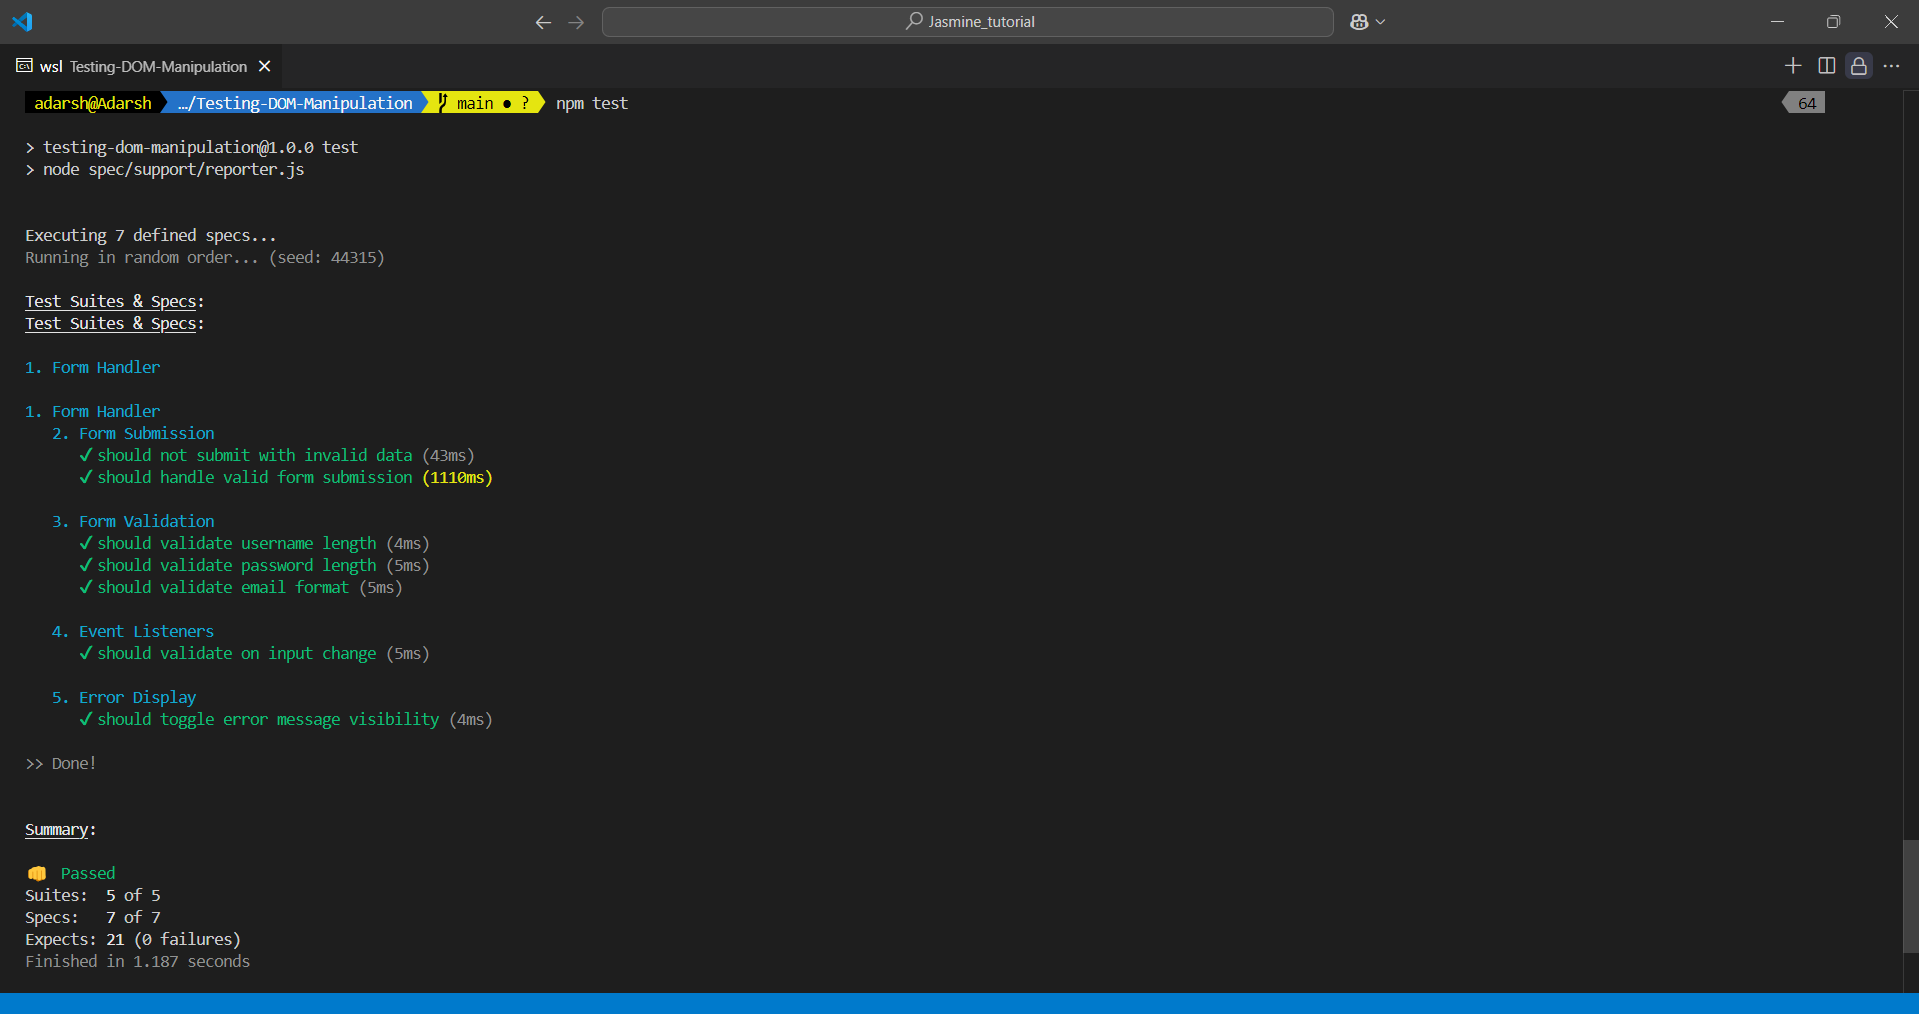 Jasmine_tutorial
wsl Testing-DOM-Manipulation
adarsh@Adarsh …/Testing-DOM-Manipulation main ● ? npm test 64
> testing-dom-manipulation@1.0.0 test
> node spec/support/reporter.js
Executing 7 defined specs...
Running in random order... (seed: 44315)
Test Suites & Specs:
Test Suites & Specs:
1. Form Handler
1. Form Handler
2. Form Submission
✔ should not submit with invalid data (43ms)
✔ should handle valid form submission (1110ms)
3. Form Validation
✔ should validate username length (4ms)
✔ should validate password length (5ms)
✔ should validate email format (5ms)
4. Event Listeners
✔ should validate on input change (5ms)
5. Error Display
✔ should toggle error message visibility (4ms)
>> Done!
Summary:
👊 Passed
Suites: 5 of 5
Specs: 7 of 7
Expects: 21 (0 failures)
Finished in 1.187 seconds